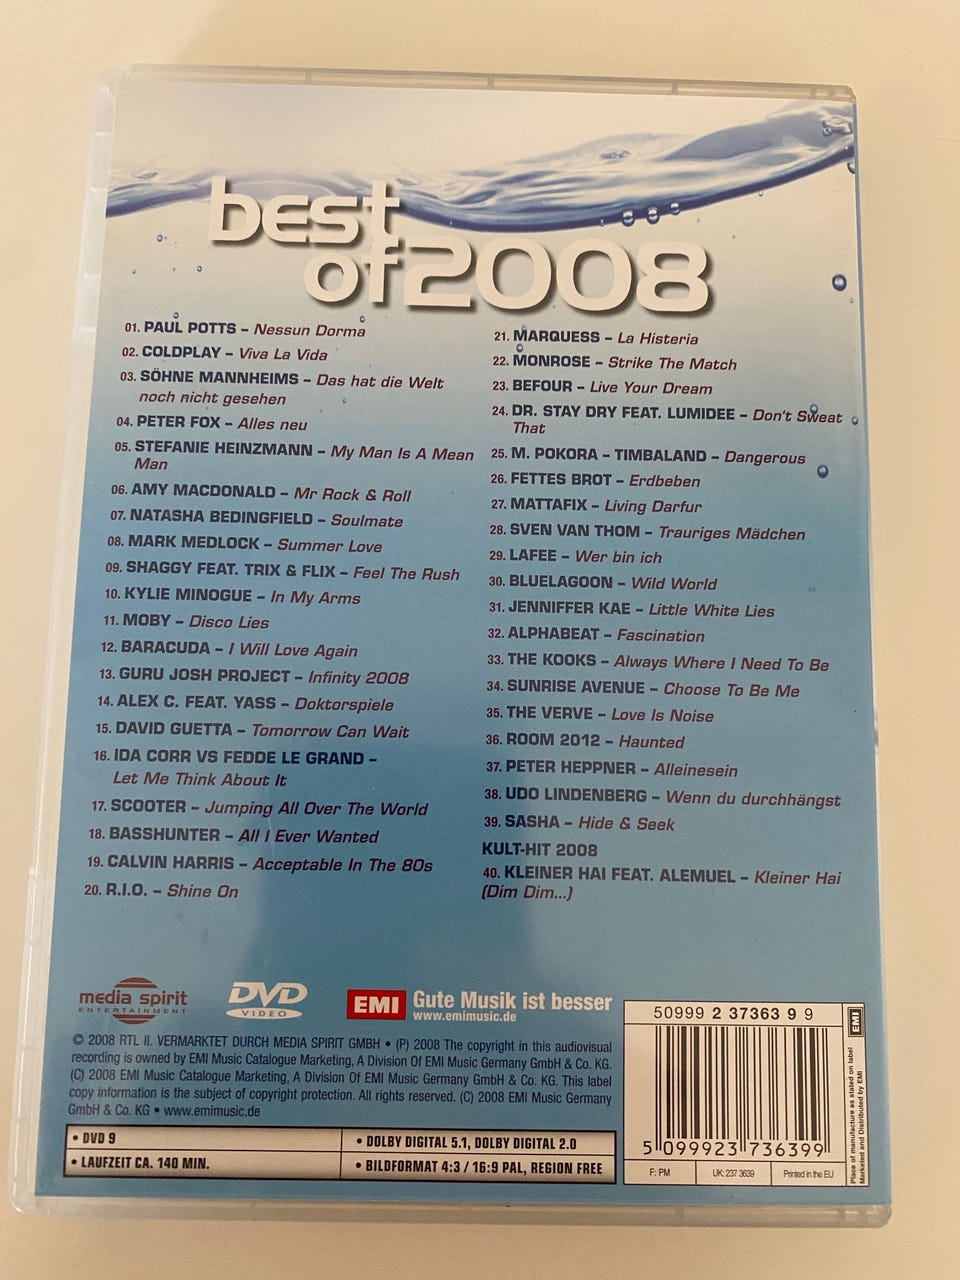 best
of 2008
01. PAUL POTTS – Nessun Dorma
02. COLDPLAY – Viva La Vida
03. SÖHNE MANNHEIMS – Das hat die Welt
noch nicht gesehen
04. PETER FOX – Alles neu
05. STEFANIE HEINZMANN – My Man Is A Mean
Man
06. AMY MACDONALD – Mr Rock & Roll
07. NATASHA BEDINGFIELD – Soulmate
08. MARK MEDLOCK – Summer Love
09. SHAGGY FEAT. TRIX & FLIX – Feel The Rush
10. KYLIE MINOGUE – In My Arms
11. MOBY – Disco Lies
12. BARACUDA – I Will Love Again
13. GURU JOSH PROJECT – Infinity 2008
14. ALEX C. FEAT. YASS – Doktorspiele
15. DAVID GUETTA – Tomorrow Can Wait
16. IDA CORR VS FEDDE LE GRAND –
Let Me Think About It
17. SCOOTER – Jumping All Over The World
18. BASSHUNTER – All I Ever Wanted
19. CALVIN HARRIS – Acceptable In The 80s
20. R.I.O. – Shine On
21. MARQUESS – La Histeria
22. MONROSE – Strike The Match
23. BEFOUR – Live Your Dream
24. DR. STAY DRY FEAT. LUMIDEE – Don't Sweat
That
25. M. POKORA – TIMBALAND – Dangerous
26. FETTES BROT – Erdbeben
27. MATTAFIX – Living Darfur
28. SVEN VAN THOM – Trauriges Mädchen
29. LAFEE – Wer bin ich
30. BLUELAGOON – Wild World
31. JENNIFFER KAE – Little White Lies
32. ALPHABEAT – Fascination
33. THE KOOKS – Always Where I Need To Be
34. SUNRISE AVENUE – Choose To Be Me
35. THE VERVE – Love Is Noise
36. ROOM 2012 – Haunted
37. PETER HEPPNER – Alleinesein
38. UDO LINDENBERG – Wenn du durchhängst
39. SASHA – Hide & Seek
KULT-HIT 2008
40. KLEINER HAI FEAT. ALEMUEL – Kleiner Hai
(Dim Dim...)
media spirit
ENTERTAINMENT
DVD
VIDEO
EMI Gute Musik ist besser
www.emimusic.de
© 2008 RTL II. VERMARKTET DURCH MEDIA SPIRIT GMBH • (P) 2008 The copyright in this audiovisual
recording is owned by EMI Music Catalogue Marketing, A Division Of EMI Music Germany GmbH & Co. KG.
(C) 2008 EMI Music Catalogue Marketing, A Division Of EMI Music Germany GmbH & Co. KG. This label
copy information is the subject of copyright protection. All rights reserved. (C) 2008 EMI Music Germany
GmbH & Co. KG • www.emimusic.de
• DVD 9
• LAUFZEIT CA. 140 MIN.
• DOLBY DIGITAL 5.1, DOLBY DIGITAL 2.0
• BILDFORMAT 4:3 / 16:9 PAL, REGION FREE
50999 2 37363 9 9
5 099923 736399
F: PM
UK: 237 3639
Printed in the EU
EMI
Place of manufacture as stated on label
Marketed and Distributed by EMI